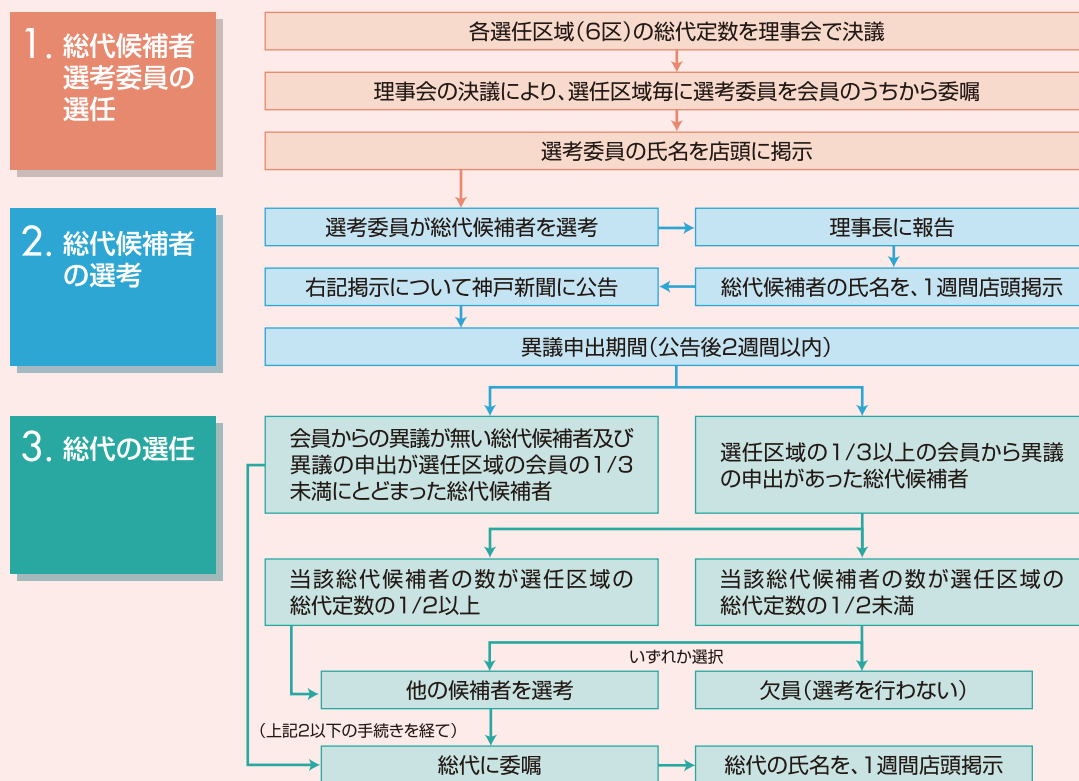 1. 総代候補者
選考委員の
選任
各選任区域(6区)の総代定数を理事会で決議
理事会の決議により、選任区域毎に選考委員を会員のうちから委嘱
選考委員の氏名を店頭に掲示
2. 総代候補者
の選考
選考委員が総代候補者を選考
理事長に報告
右記掲示について神戸新聞に公告
総代候補者の氏名を、1週間店頭掲示
異議申出期間(公告後2週間以内)
3. 総代の選任
会員からの異議が無い総代候補者及び
異議の申出が選任区域の会員の1/3
未満にとどまった総代候補者
選任区域の1/3以上の会員から異議
の申出があった総代候補者
当該総代候補者の数が選任区域の
総代定数の1/2以上
当該総代候補者の数が選任区域の
総代定数の1/2未満
いずれか選択
他の候補者を選考
欠員(選考を行わない)
(上記2以下の手続きを経て)
総代に委嘱
総代の氏名を、1週間店頭掲示